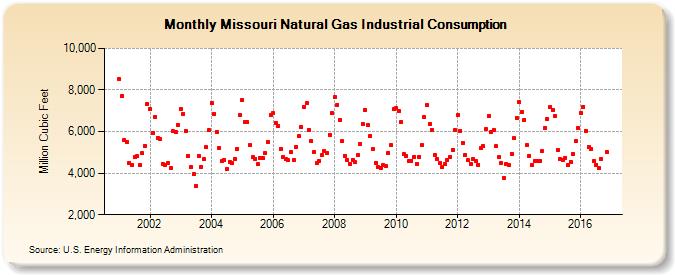 Monthly Missouri Natural Gas Industrial Consumption
Million Cubic Feet
10,000
8,000
6,000
4,000
2,000
2002 2004 2006 2008 2010 2012 2014 2016
Source: U.S. Energy Information Administration